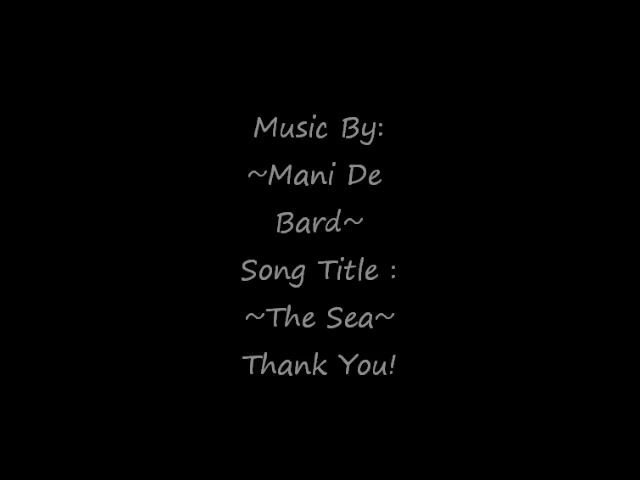 Music By:
~Mani De
Bard~
Song Title :
~The Sea~
Thank You!